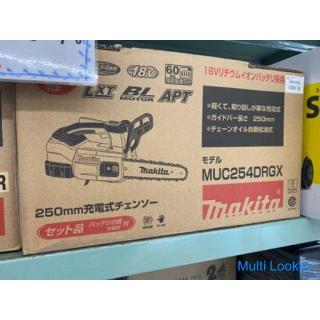 Li-ion
18V
LXT BL MOTOR APT
18Vリチウムイオンバッテリ採用
• 軽くて、取り回しが楽な充電式
• ガイドバー長さ 250mm
• チェーンオイル自動給油式
モデル
MUC254DRGX
makita
makita
250mm充電式チェンソー
セット品
Multi Look